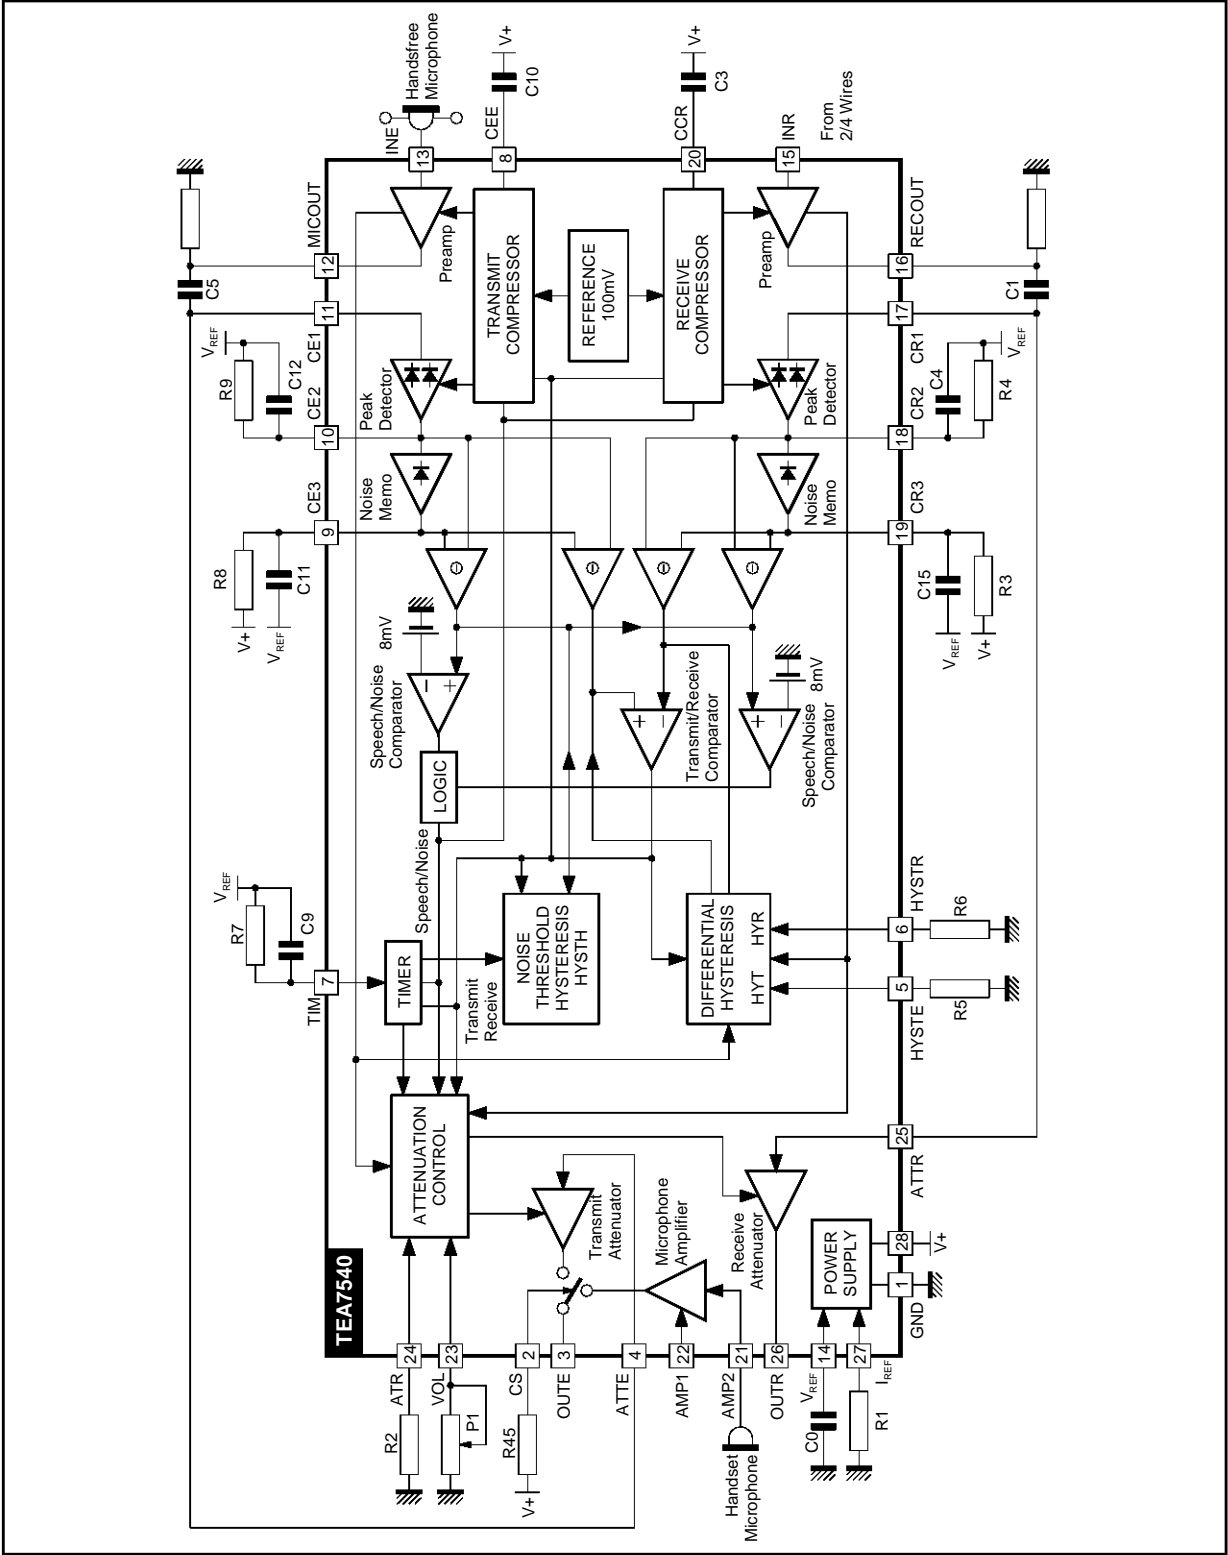 V+
C10
CEE
8
Handsfree
Microphone
INE
13
V+
C3
CCR
20
From
2/4 Wires
INR
15
MICOUT
12
C5
11
CE1
VREF
R9
C12
CE2
10
CE3
9
R8
C11
V+
VREF
Preamp
TRANSMIT
COMPRESSOR
REFERENCE
100mV
RECEIVE
COMPRESSOR
Preamp
Peak
Detector
Peak
Detector
Noise
Memo
Noise
Memo
RECOUT
16
C1
17
CR1
VREF
R4
C4
CR2
18
CR3
19
C15
R3
VREF
V+
8mV
Speech/Noise
Comparator
− +
Transmit/Receive
Comparator
+ −
8mV
Speech/Noise
Comparator
+ −
LOGIC
Speech/Noise
VREF
R7
C9
TIM
7
TIMER
Transmit
Receive
NOISE
THRESHOLD
HYSTERESIS
HYSTH
DIFFERENTIAL
HYSTERESIS
HYT HYR
HYSTR
6
R6
HYSTE
5
R5
ATTENUATION
CONTROL
Transmit
Attenuator
Microphone
Amplifier
Receive
Attenuator
25
ATTR
POWER
SUPPLY
28
V+
1
GND
TEA7540
24
ATR
R2
23
VOL
P1
2
CS
R45
V+
3
OUTE
4
ATTE
22
AMP1
21
AMP2
Handset
Microphone
26
OUTR
14
VREF
C0
27
IREF
R1